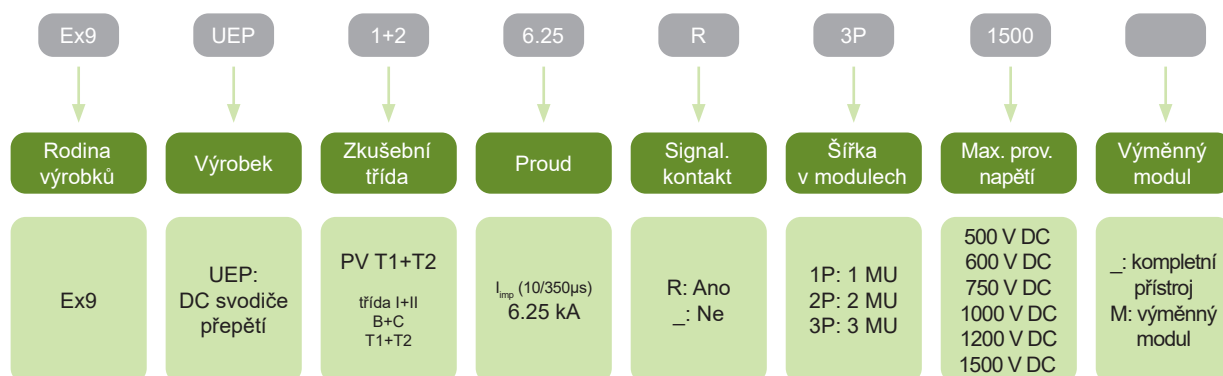 Ex9
UEP
1+2
6.25
R
3P
1500
Rodina
výrobků
Výrobek
Zkušební
třída
Proud
Signal.
kontakt
Šířka
v modulech
Max. prov.
napětí
Výměnný
modul
Ex9
UEP:
DC svodiče
přepětí
PV T1+T2
třída I+II
B+C
T1+T2
Iimp (10/350µs)
6.25 kA
R: Ano
_: Ne
1P: 1 MU
2P: 2 MU
3P: 3 MU
500 V DC
600 V DC
750 V DC
1000 V DC
1200 V DC
1500 V DC
_: kompletní
přístroj
M: výměnný
modul